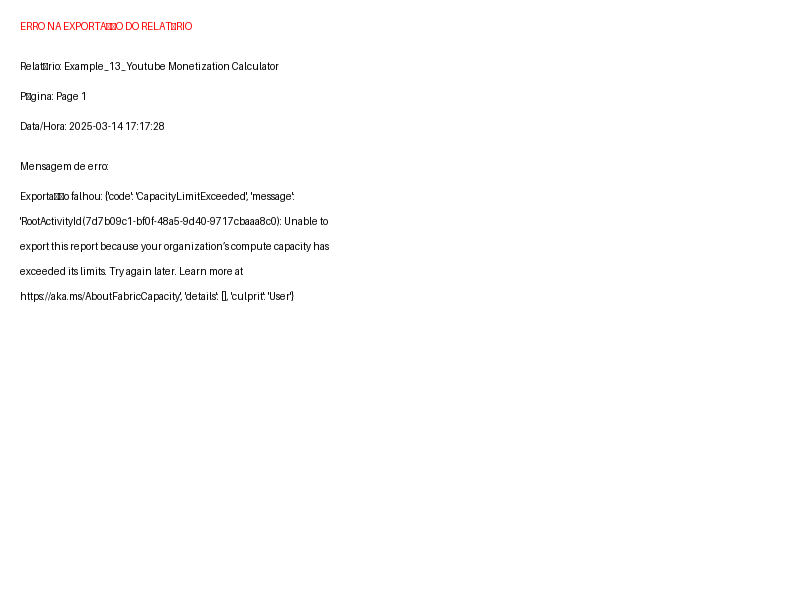 ERRO NA EXPORTA▯▯O DO RELAT▯RIO
Relat▯rio: Example_13_Youtube Monetization Calculator
P▯gina: Page 1
Data/Hora: 2025-03-14 17:17:28
Mensagem de erro:
Exporta▯▯o falhou: {'code': 'CapacityLimitExceeded', 'message':
'RootActivityId(7d7b09c1-bf0f-48a5-9d40-9717cbaaa8c0): Unable to
export this report because your organization’s compute capacity has
exceeded its limits. Try again later. Learn more at
https://aka.ms/AboutFabricCapacity', 'details': [], 'culprit': 'User'}